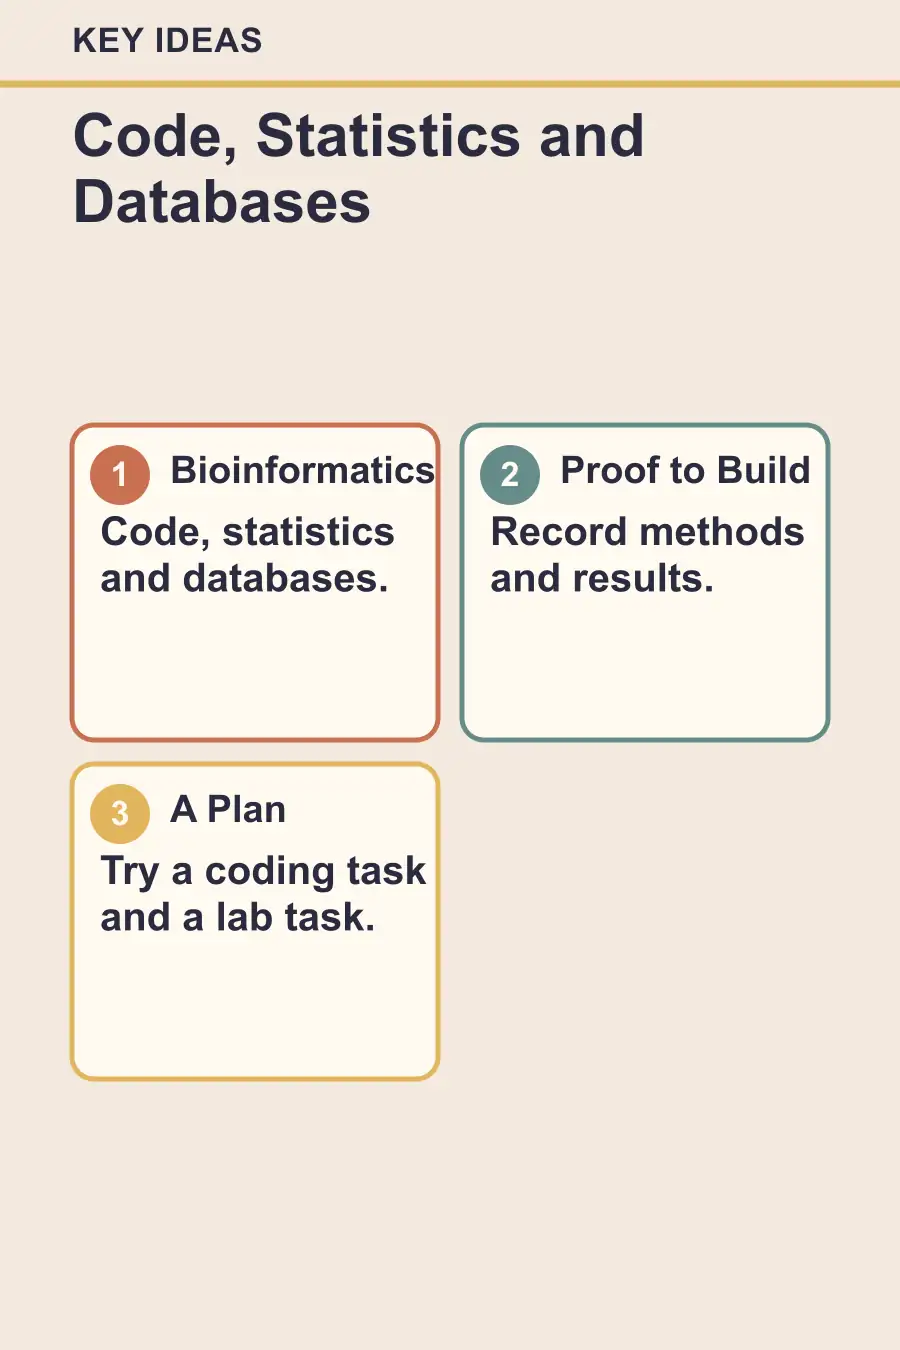 KEY IDEAS
Code, Statistics and
Databases
1 Bioinformatics
Code, statistics
and databases.
2 Proof to Build
Record methods
and results.
3 A Plan
Try a coding task
and a lab task.